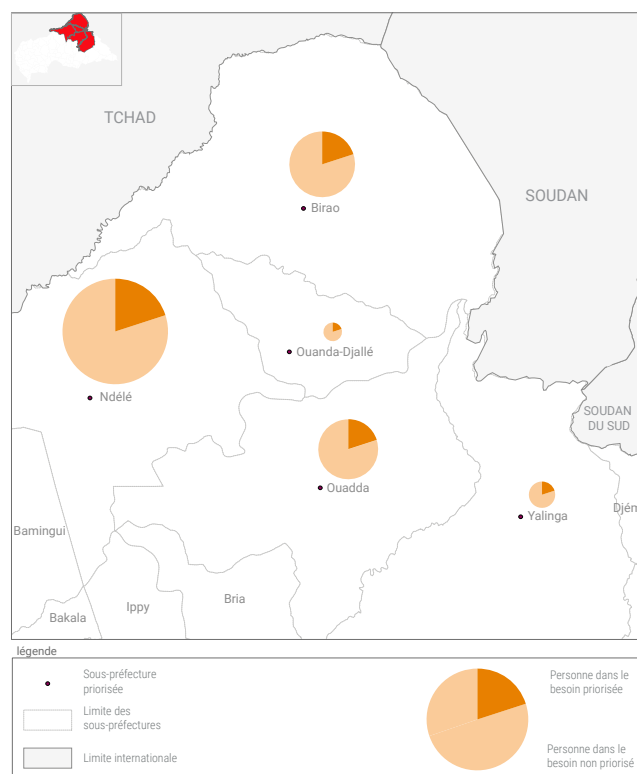 TCHAD
SOUDAN
Birao
Ouanda-Djallé
Ndélé
SOUDAN
DU SUD
Ouadda
Yalinga
Djém
Bamingui
Ippy
Bria
Bakala
légende
Sous-préfecture
priorisée
Limite des
sous-préfectures
Limite internationale
Personne dans le
besoin priorisée
Personne dans le
besoin non priorisé